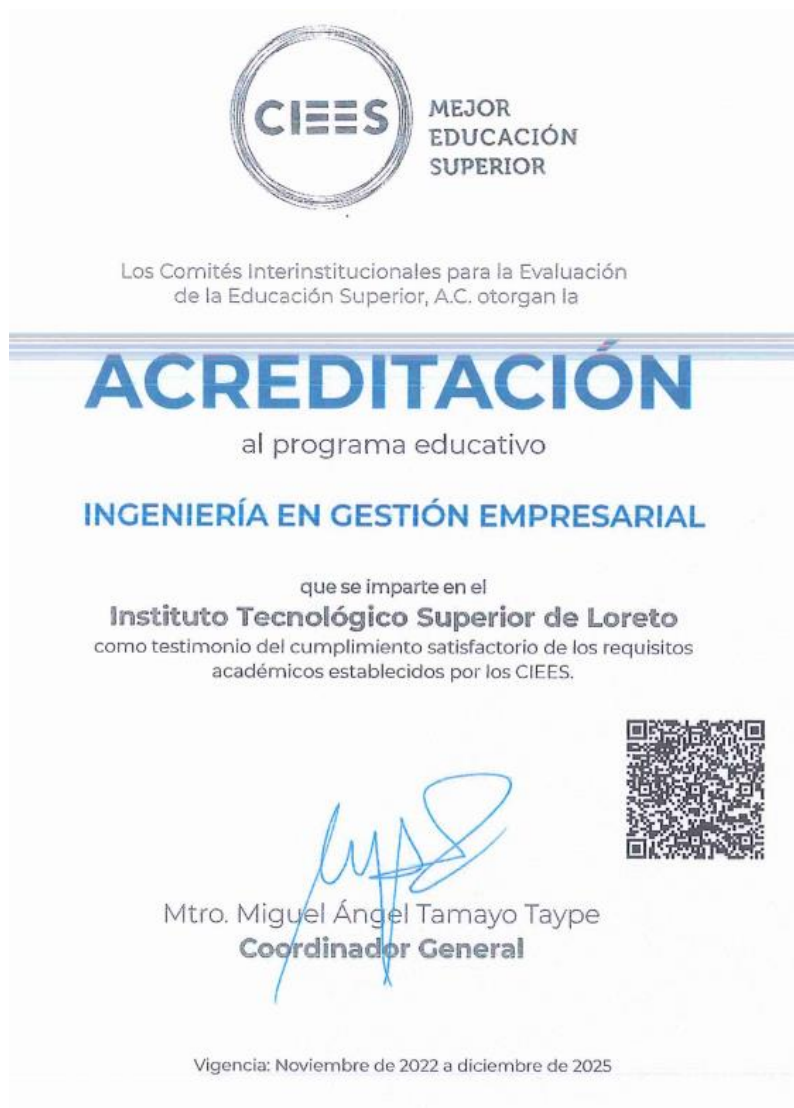 CIEES
MEJOR
EDUCACIÓN
SUPERIOR
Los Comités Interinstitucionales para la Evaluación
de la Educación Superior, A.C. otorgan la
ACREDITACIÓN
al programa educativo
INGENIERÍA EN GESTIÓN EMPRESARIAL
que se imparte en el
Instituto Tecnológico Superior de Loreto
como testimonio del cumplimiento satisfactorio de los requisitos
académicos establecidos por los CIEES.
Mtro. Miguel Ángel Tamayo Taype
Coordinador General
Vigencia: Noviembre de 2022 a diciembre de 2025